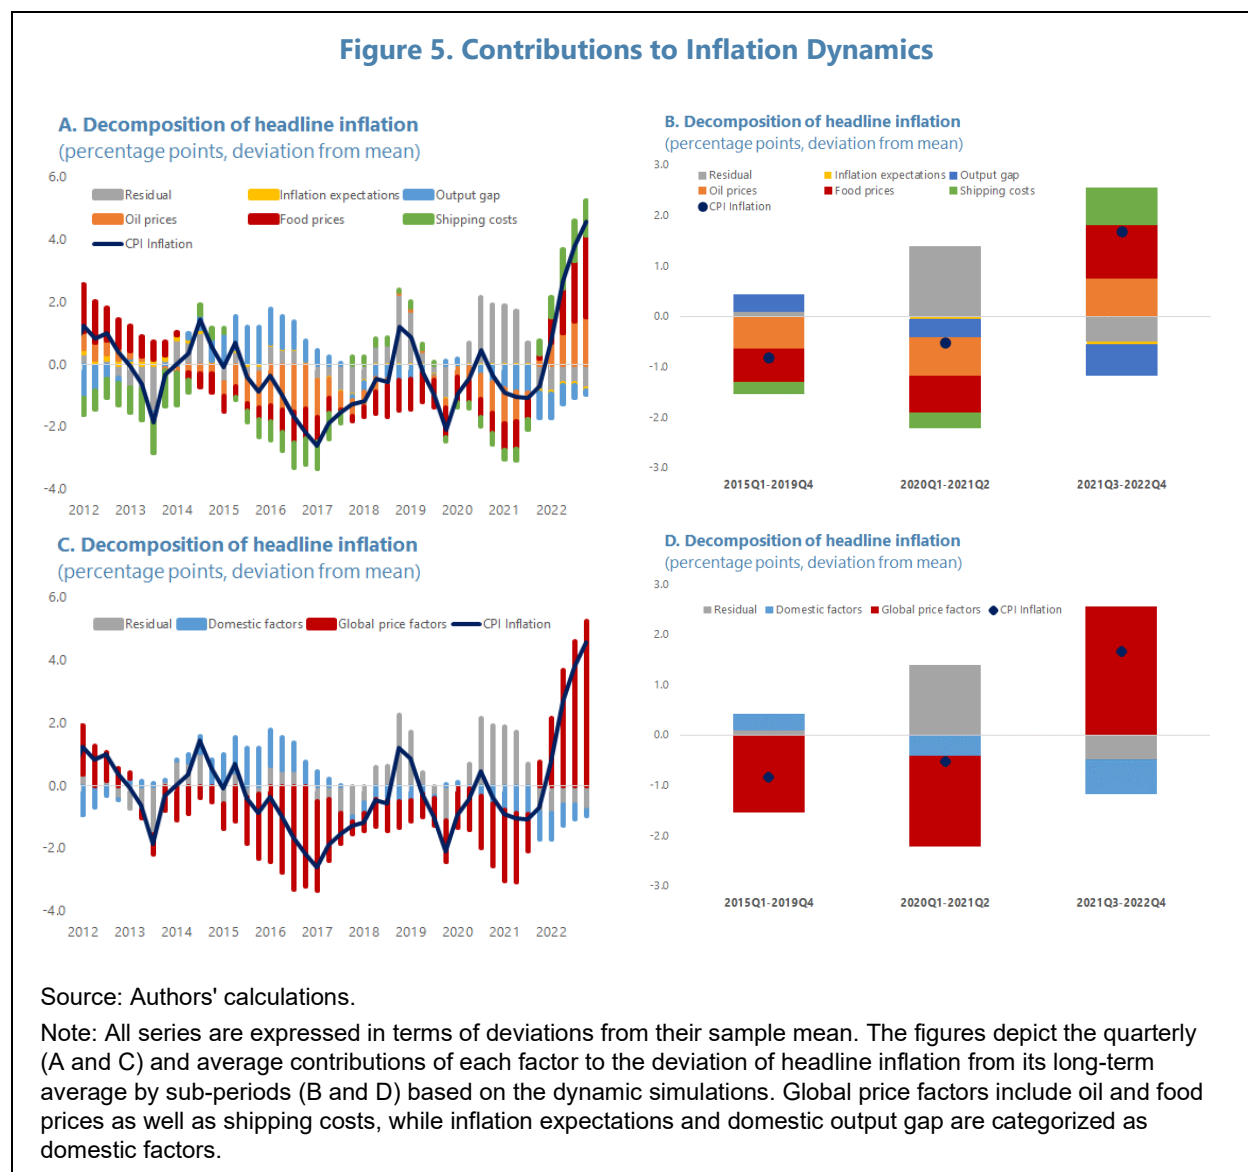 Figure 5. Contributions to Inflation Dynamics
A. Decomposition of headline inflation
(percentage points, deviation from mean)
6.0
Residual
Inflation expectations
Output gap
Oil prices
Food prices
Shipping costs
CPI Inflation
4.0
2.0
0.0
-2.0
-4.0
2012 2013 2014 2015 2016 2017 2018 2019 2020 2021 2022
B. Decomposition of headline inflation
(percentage points, deviation from mean)
3.0
Residual
Inflation expectations
Output gap
Oil prices
Food prices
Shipping costs
CPI Inflation
2.0
1.0
0.0
-1.0
-2.0
-3.0
2015Q1-2019Q4 2020Q1-2021Q2 2021Q3-2022Q4
C. Decomposition of headline inflation
(percentage points, deviation from mean)
6.0
Residual Domestic factors Global price factors CPI Inflation
4.0
2.0
0.0
-2.0
-4.0
2012 2013 2014 2015 2016 2017 2018 2019 2020 2021 2022
D. Decomposition of headline inflation
(percentage points, deviation from mean)
3.0
Residual Domestic factors Global price factors CPI Inflation
2.0
1.0
0.0
-1.0
-2.0
-3.0
2015Q1-2019Q4 2020Q1-2021Q2 2021Q3-2022Q4
Source: Authors' calculations.
Note: All series are expressed in terms of deviations from their sample mean. The figures depict the quarterly
(A and C) and average contributions of each factor to the deviation of headline inflation from its long-term
average by sub-periods (B and D) based on the dynamic simulations. Global price factors include oil and food
prices as well as shipping costs, while inflation expectations and domestic output gap are categorized as
domestic factors.